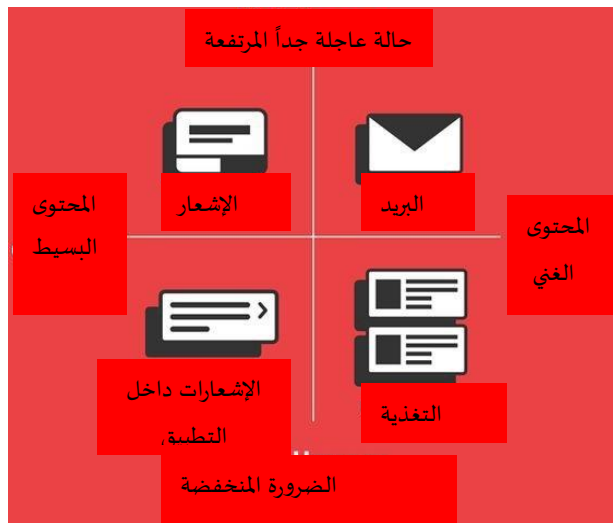 حالة عاجلة جداً المرتفعة
الإشعار
البريد
المحتوى
البسيط
المحتوى
الغني
الإشعارات داخل
التطبيق
التغذية
الضرورة المنخفضة